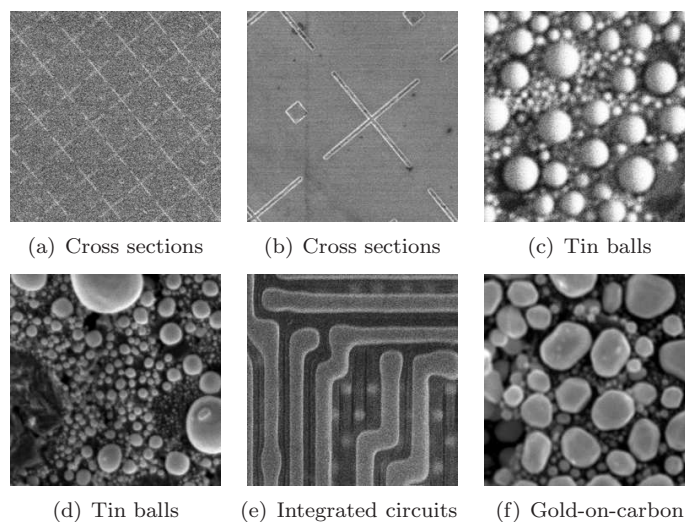 (a) Cross sections
(b) Cross sections
(c) Tin balls
(d) Tin balls
(e) Integrated circuits
(f) Gold-on-carbon